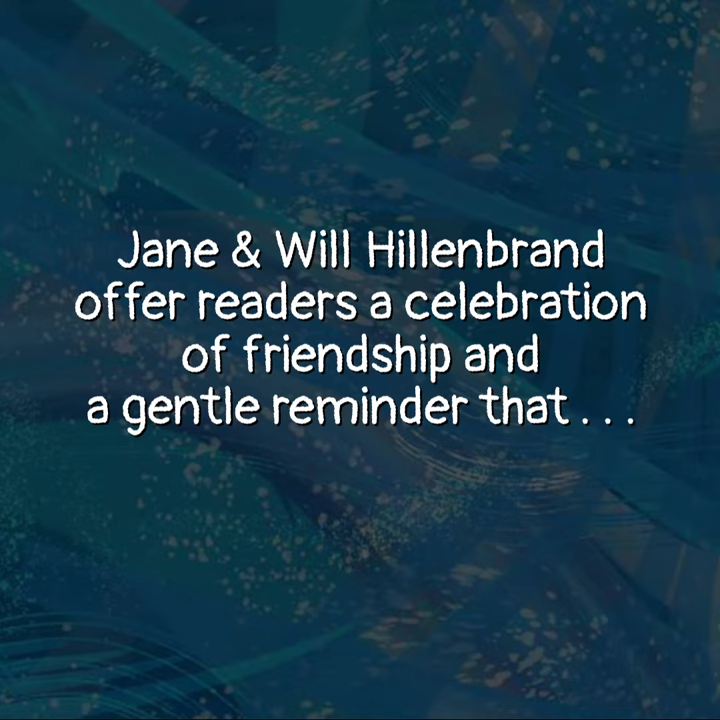 Jane & Will Hillenbrand
offer readers a celebration
of friendship and
a gentle reminder that . . .